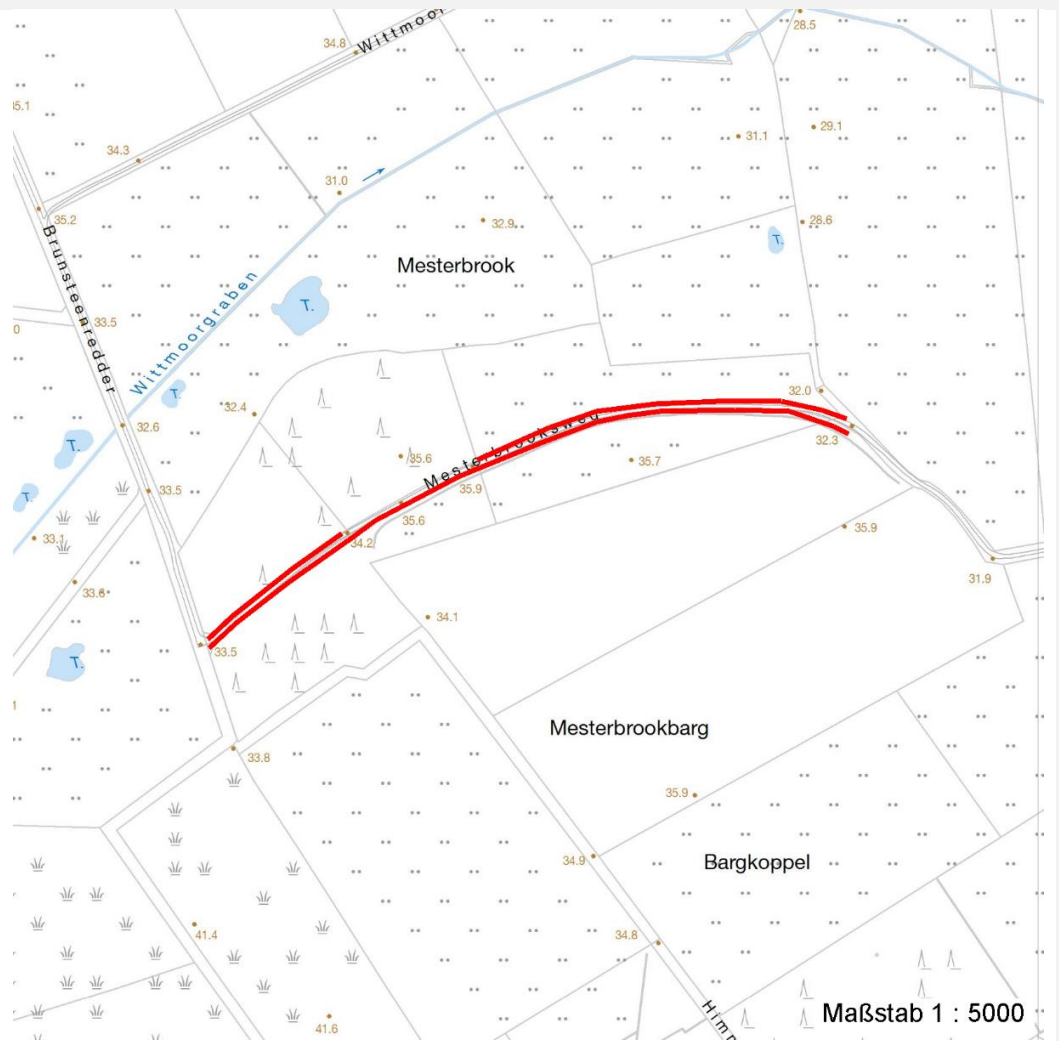 28.5
34.8
Wittmoor
35.1
31.1
29.1
34.3
31.0
35.2
32.9
28.6
T.
Mesterbrook
Brunsteenredder
Wittmoorgraben
T.
33.5
0
T.
32.0
32.4
32.6
T.
Mesterbrooksweg
32.3
35.6
35.7
35.9
33.5
T.
35.6
35.9
33.1
34.2
31.9
33.6
34.1
33.5
T.
Mesterbrookbarg
33.8
35.9
34.9
Bargkoppel
41.4
34.8
Himm
41.6
Maßstab 1 : 5000